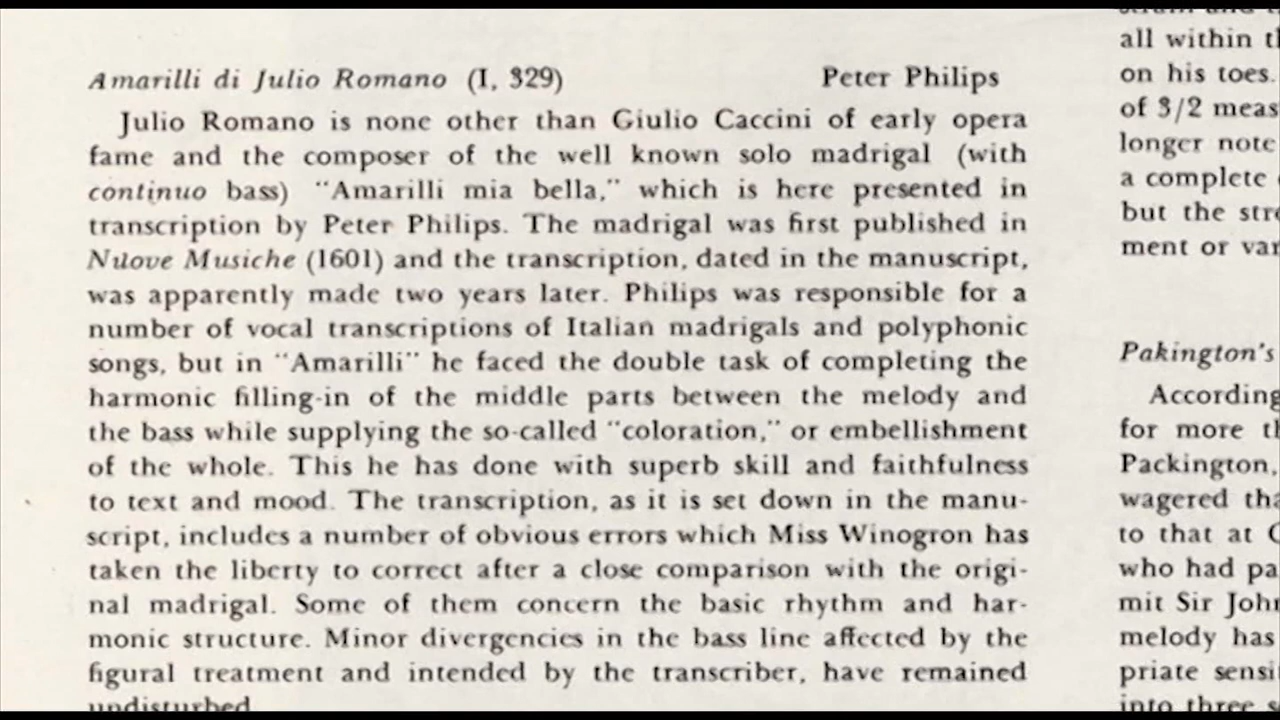 Amarilli di Julio Romano (I, 329) Peter Philips
Julio Romano is none other than Giulio Caccini of early opera
fame and the composer of the well known solo madrigal (with
continuo bass) "Amarilli mia bella," which is here presented in
transcription by Peter Philips. The madrigal was first published in
Nuove Musiche (1601) and the transcription, dated in the manuscript,
was apparently made two years later. Philips was responsible for a
number of vocal transcriptions of Italian madrigals and polyphonic
songs, but in "Amarilli" he faced the double task of completing the
harmonic filling-in of the middle parts between the melody and
the bass while supplying the so-called "coloration," or embellishment
of the whole. This he has done with superb skill and faithfulness
to text and mood. The transcription, as it is set down in the manu-
script, includes a number of obvious errors which Miss Winogron has
taken the liberty to correct after a close comparison with the origi-
nal madrigal. Some of them concern the basic rhythm and har-
monic structure. Minor divergencies in the bass line affected by the
figural treatment and intended by the transcriber, have remained
undisturbed
all within
on his toes.
of 3/2 meas
longer note
a complete
but the
ment or var
Pakington's
According
for more
Packington,
wagered
to that at
who had pa
mit Sir John
melody has
priate sensi
into three